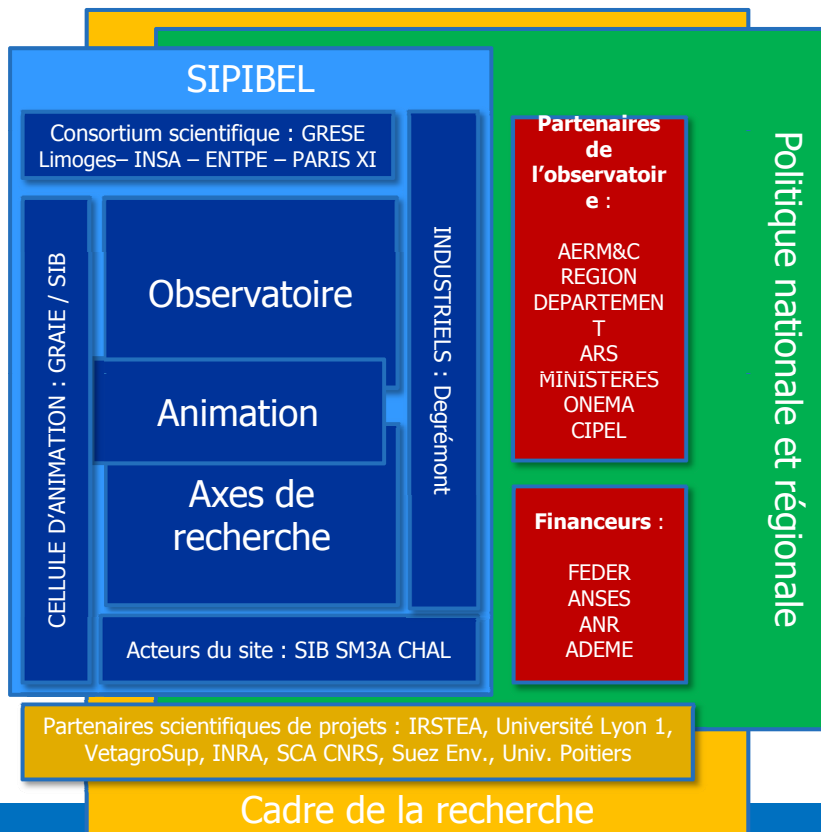 SIPIBEL
Consortium scientifique : GRESE
Limoges– INSA – ENTPE – PARIS XI
CELLULE D’ANIMATION : GRAIE / SIB
Observatoire
Animation
Axes de
recherche
INDUSTRIELS : Degrémont
Acteurs du site : SIB SM3A CHAL
Partenaires
de
l’observatoir
e :
AERM&C
REGION
DEPARTEMEN
T
ARS
MINISTERES
ONEMA
CIPEL
Financeurs :
FEDER
ANSES
ANR
ADEME
Politique nationale et régionale
Partenaires scientifiques de projets : IRSTEA, Université Lyon 1,
VetagroSup, INRA, SCA CNRS, Suez Env., Univ. Poitiers
Cadre de la recherche